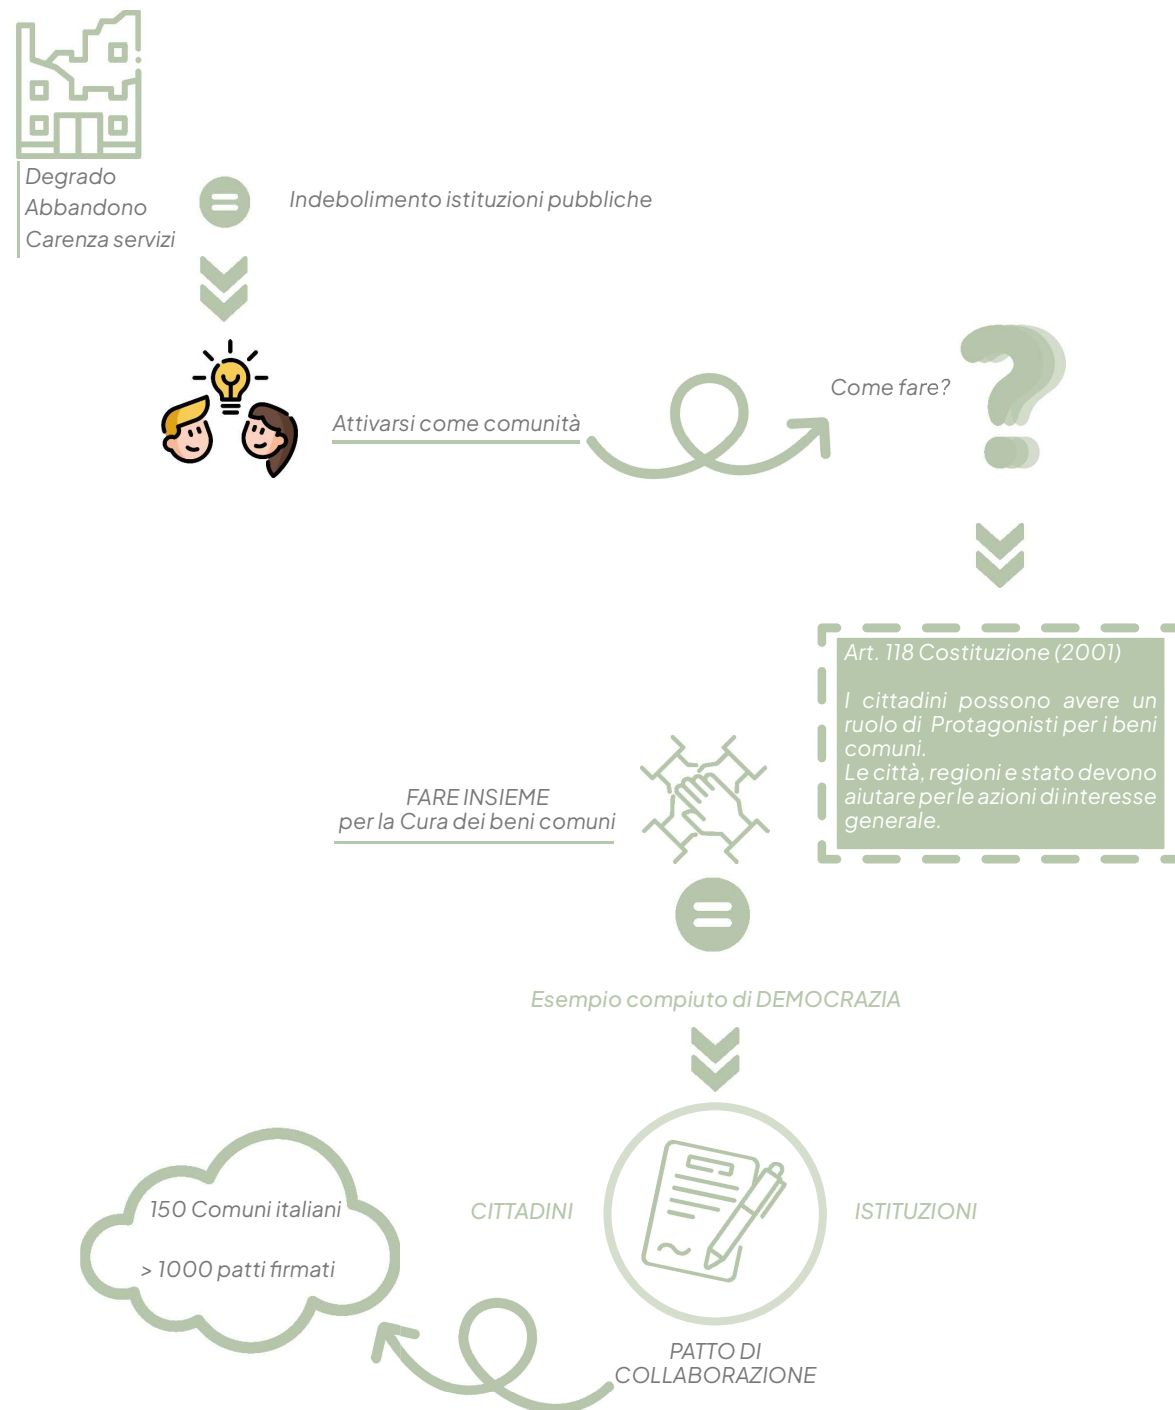 Degrado
Abbandono
Carenza servizi
Indebolimento istituzioni pubbliche
Attivarsi come comunità
Come fare?
Art. 118 Costituzione (2001)
I cittadini possono avere un
ruolo di Protagonisti per i beni
comuni.
Le città, regioni e stato devono
aiutare per le azioni di interesse
generale.
FARE INSIEME
per la Cura dei beni comuni
Esempio compiuto di DEMOCRAZIA
CITTADINI
ISTITUZIONI
150 Comuni italiani
> 1000 patti firmati
PATTO DI
COLLABORAZIONE